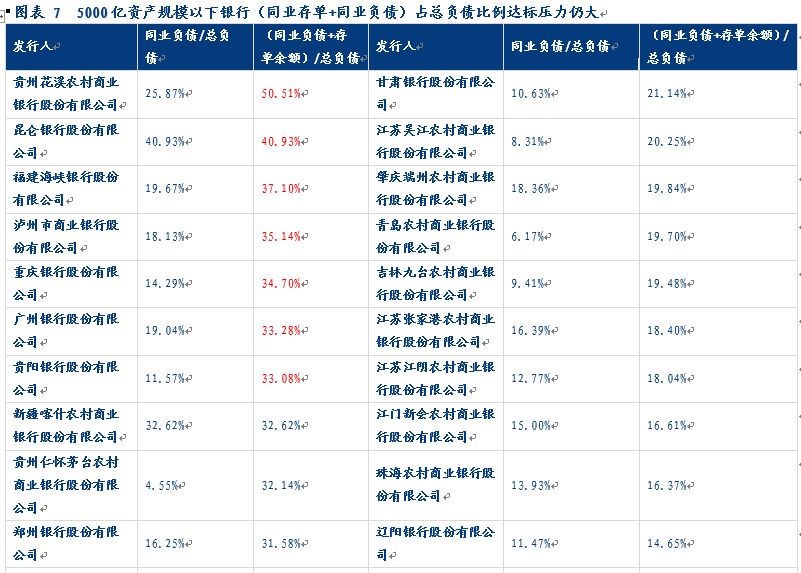 图表 7 5000亿资产规模以下银行（同业存单+同业负债）占总负债比例达标压力仍大
发行人
同业负债/总负
债
（同业负债+存
单余额）/总负债
发行人
同业负债/总负债
（同业负债+存单余额)/
总负债
贵州花溪农村商业
银行股份有限公司
25.87%
50.51%
甘肃银行股份有限公
司
10.63%
21.14%
昆仑银行股份有限
公司
40.93%
40.93%
江苏吴江农村商业银
行股份有限公司
8.31%
20.25%
福建海峡银行股份
有限公司
19.67%
37.10%
肇庆端州农村商业银
行股份有限公司
18.36%
19.84%
泸州市商业银行股
份有限公司
18.13%
35.14%
青岛农村商业银行股
份有限公司
6.17%
19.70%
重庆银行股份有限
公司
14.29%
34.70%
吉林九台农村商业银
行股份有限公司
9.41%
19.48%
广州银行股份有限
公司
19.04%
33.28%
江苏张家港农村商业
银行股份有限公司
16.39%
18.40%
贵阳银行股份有限
公司
11.57%
33.08%
江苏江阴农村商业银
行股份有限公司
12.77%
18.04%
新疆喀什农村商业
银行股份有限公司
32.62%
32.62%
江门新会农村商业银
行股份有限公司
15.00%
16.61%
贵州仁怀茅台农村
商业银行股份有限
公司
4.55%
32.14%
珠海农村商业银行股
份有限公司
13.93%
16.37%
郑州银行股份有限
公司
16.25%
31.58%
辽阳银行股份有限公
司
11.47%
14.65%